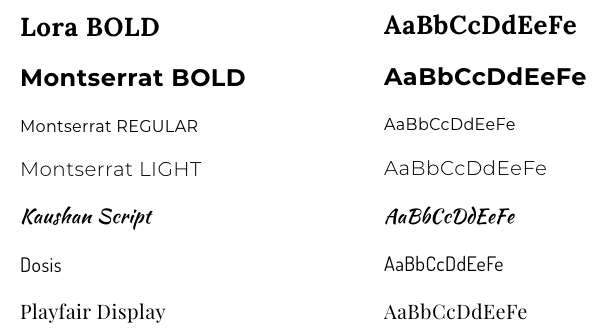 Lora BOLD AaBbCcDdEeFe
Montserrat BOLD AaBbCcDdEeFe
Montserrat REGULAR AaBbCcDdEeFe
Montserrat LIGHT AaBbCcDdEeFe
Kaushan Script AaBbCcDdEeFe
Dosis AaBbCcDdEeFe
Playfair Display AaBbCcDdEeFe